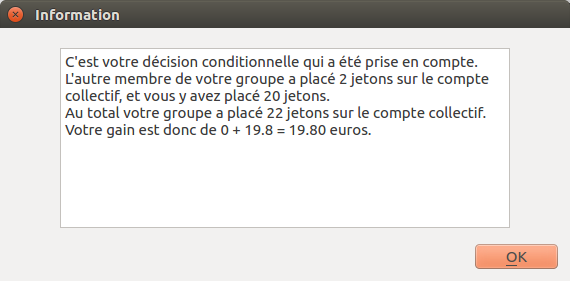 Information
C'est votre décision conditionnelle qui a été prise en compte.
L'autre membre de votre groupe a placé 2 jetons sur le compte
collectif, et vous y avez placé 20 jetons.
Au total votre groupe a placé 22 jetons sur le compte collectif.
Votre gain est donc de 0 + 19.8 = 19.80 euros.
OK